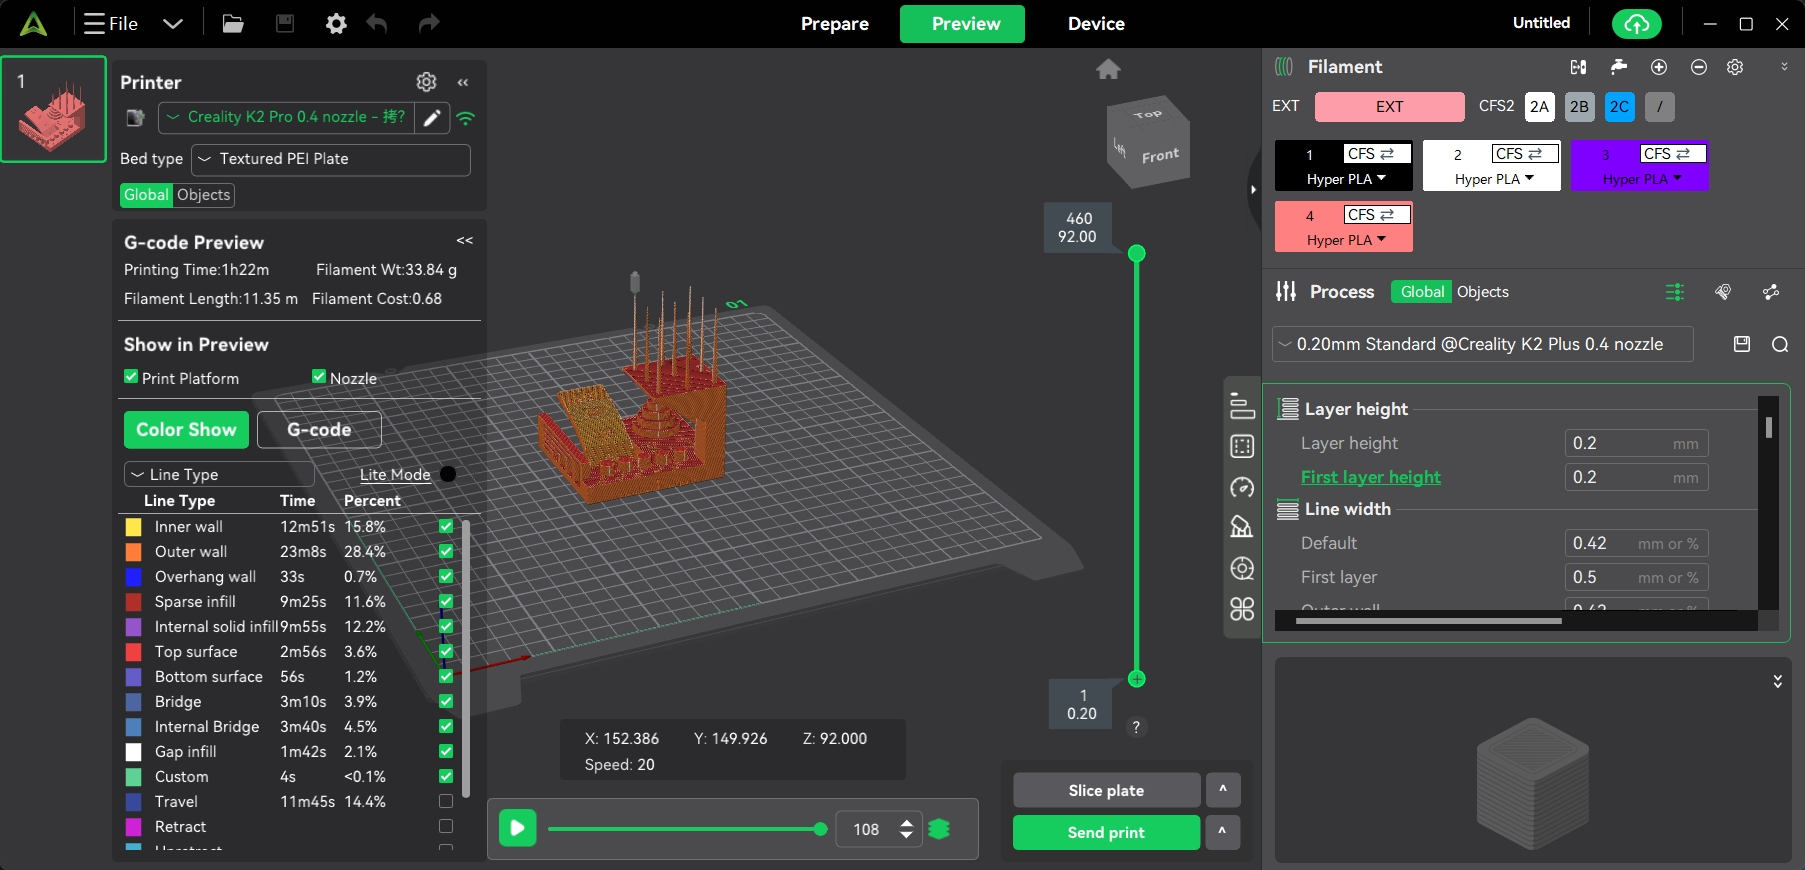 File
Prepare
Preview
Device
Untitled
1
Printer
Creality K2 Pro 0.4 nozzle - 拷?
Bed type
Textured PEI Plate
Global Objects
G-code Preview
<<
Printing Time:1h22m Filament Wt:33.84 g
Filament Length:11.35 m Filament Cost:0.68
Show in Preview
Print Platform Nozzle
Color Show G-code
Line Type Lite Mode
Line Type Time Percent
Inner wall 12m51s 15.8%
Outer wall 23m8s 28.4%
Overhang wall 33s 0.7%
Sparse infill 9m25s 11.6%
Internal solid infill 9m55s 12.2%
Top surface 2m56s 3.6%
Bottom surface 56s 1.2%
Bridge 3m10s 3.9%
Internal Bridge 3m40s 4.5%
Gap infill 1m42s 2.1%
Custom 4s <0.1%
Travel 11m45s 14.4%
Retract
Top
Front
Left
01
460
92.00
1
0.20
?
X: 152.386 Y: 149.926 Z: 92.000
Speed: 20
108
Slice plate ^
Send print ^
Filament
EXT EXT CFS2 2A 2B 2C /
1 CFS
Hyper PLA
2 CFS
Hyper PLA
3 CFS
Hyper PLA
4 CFS
Hyper PLA
Process Global Objects
0.20mm Standard @Creality K2 Plus 0.4 nozzle
Layer height
Layer height 0.2 mm
First layer height 0.2 mm
Line width
Default 0.42 mm or %
First layer 0.5 mm or %
Outer wall 0.42 mm or %